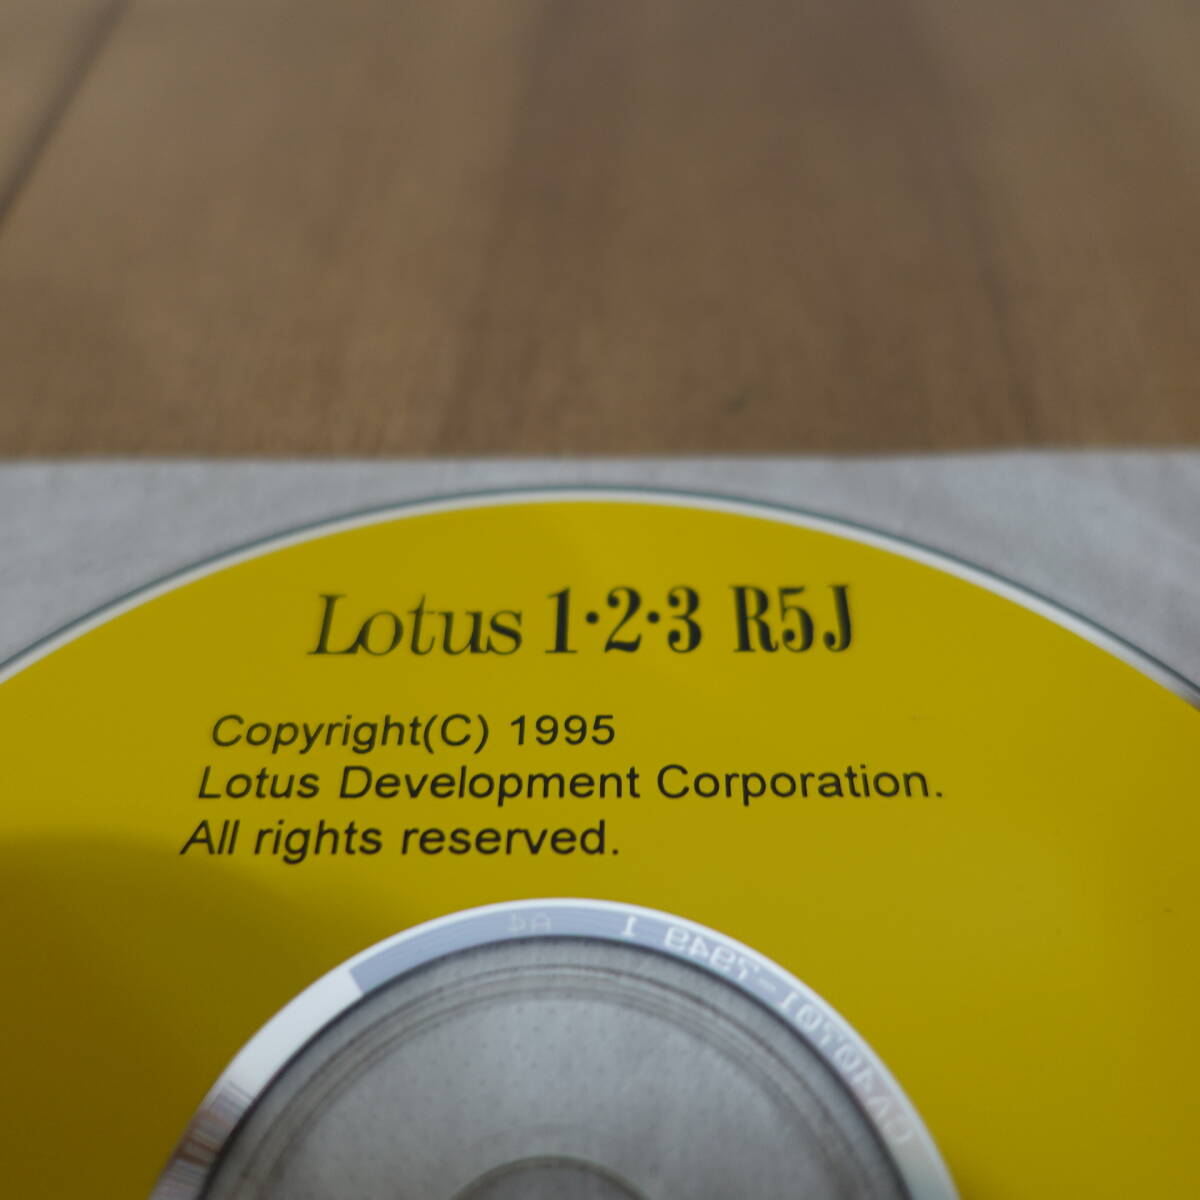 Lotus 1·2·3 R5J
Copyright(C) 1995
Lotus Development Corporation.
All rights reserved.